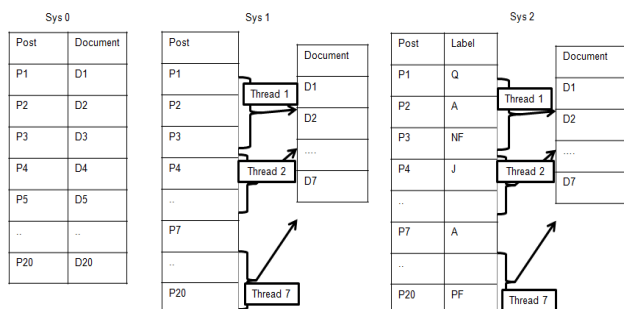 Sys 0
Post Document
P1 D1
P2 D2
P3 D3
P4 D4
P5 D5
.. ..
P20 D20
Sys 1
Post
P1
P2
P3
P4
..
P7
..
P20
Thread 1
Thread 2
Thread 7
Document
D1
D2
....
D7
Sys 2
Post Label
P1 Q
P2 A
P3 NF
P4 J
..
P7 A
..
P20 PF
Thread 1
Thread 2
Thread 7
Document
D1
D2
....
D7